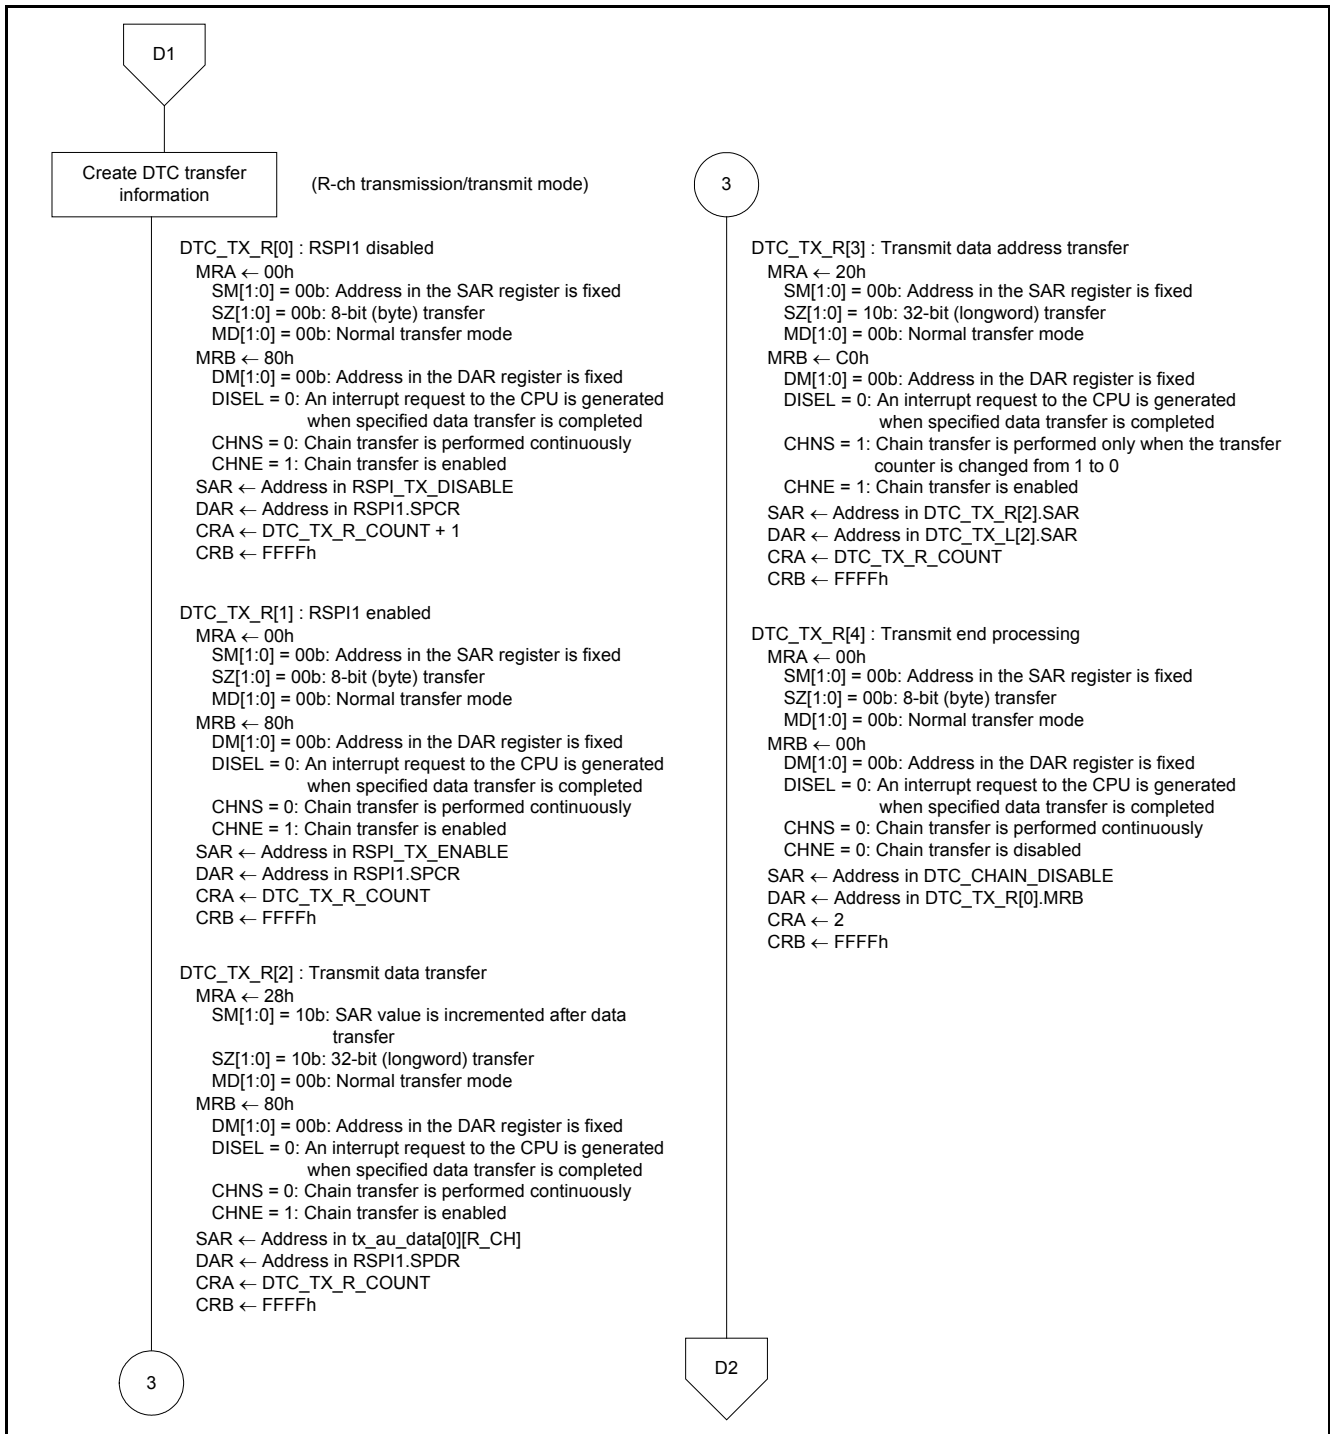 D1
Create DTC transfer
information
(R-ch transmission/transmit mode)
DTC_TX_R[0] : RSPI1 disabled
MRA ← 00h
SM[1:0] = 00b: Address in the SAR register is fixed
SZ[1:0] = 00b: 8-bit (byte) transfer
MD[1:0] = 00b: Normal transfer mode
MRB ← 80h
DM[1:0] = 00b: Address in the DAR register is fixed
DISEL = 0: An interrupt request to the CPU is generated
when specified data transfer is completed
CHNS = 0: Chain transfer is performed continuously
CHNE = 1: Chain transfer is enabled
SAR ← Address in RSPI_TX_DISABLE
DAR ← Address in RSPI1.SPCR
CRA ← DTC_TX_R_COUNT + 1
CRB ← FFFFh
DTC_TX_R[1] : RSPI1 enabled
MRA ← 00h
SM[1:0] = 00b: Address in the SAR register is fixed
SZ[1:0] = 00b: 8-bit (byte) transfer
MD[1:0] = 00b: Normal transfer mode
MRB ← 80h
DM[1:0] = 00b: Address in the DAR register is fixed
DISEL = 0: An interrupt request to the CPU is generated
when specified data transfer is completed
CHNS = 0: Chain transfer is performed continuously
CHNE = 1: Chain transfer is enabled
SAR ← Address in RSPI_TX_ENABLE
DAR ← Address in RSPI1.SPCR
CRA ← DTC_TX_R_COUNT
CRB ← FFFFh
DTC_TX_R[2] : Transmit data transfer
MRA ← 28h
SM[1:0] = 10b: SAR value is incremented after data
transfer
SZ[1:0] = 10b: 32-bit (longword) transfer
MD[1:0] = 00b: Normal transfer mode
MRB ← 80h
DM[1:0] = 00b: Address in the DAR register is fixed
DISEL = 0: An interrupt request to the CPU is generated
when specified data transfer is completed
CHNS = 0: Chain transfer is performed continuously
CHNE = 1: Chain transfer is enabled
SAR ← Address in tx_au_data[0][R_CH]
DAR ← Address in RSPI1.SPDR
CRA ← DTC_TX_R_COUNT
CRB ← FFFFh
3
3
DTC_TX_R[3] : Transmit data address transfer
MRA ← 20h
SM[1:0] = 00b: Address in the SAR register is fixed
SZ[1:0] = 10b: 32-bit (longword) transfer
MD[1:0] = 00b: Normal transfer mode
MRB ← C0h
DM[1:0] = 00b: Address in the DAR register is fixed
DISEL = 0: An interrupt request to the CPU is generated
when specified data transfer is completed
CHNS = 1: Chain transfer is performed only when the transfer
counter is changed from 1 to 0
CHNE = 1: Chain transfer is enabled
SAR ← Address in DTC_TX_R[2].SAR
DAR ← Address in DTC_TX_L[2].SAR
CRA ← DTC_TX_R_COUNT
CRB ← FFFFh
DTC_TX_R[4] : Transmit end processing
MRA ← 00h
SM[1:0] = 00b: Address in the SAR register is fixed
SZ[1:0] = 00b: 8-bit (byte) transfer
MD[1:0] = 00b: Normal transfer mode
MRB ← 00h
DM[1:0] = 00b: Address in the DAR register is fixed
DISEL = 0: An interrupt request to the CPU is generated
when specified data transfer is completed
CHNS = 0: Chain transfer is performed continuously
CHNE = 0: Chain transfer is disabled
SAR ← Address in DTC_CHAIN_DISABLE
DAR ← Address in DTC_TX_R[0].MRB
CRA ← 2
CRB ← FFFFh
D2